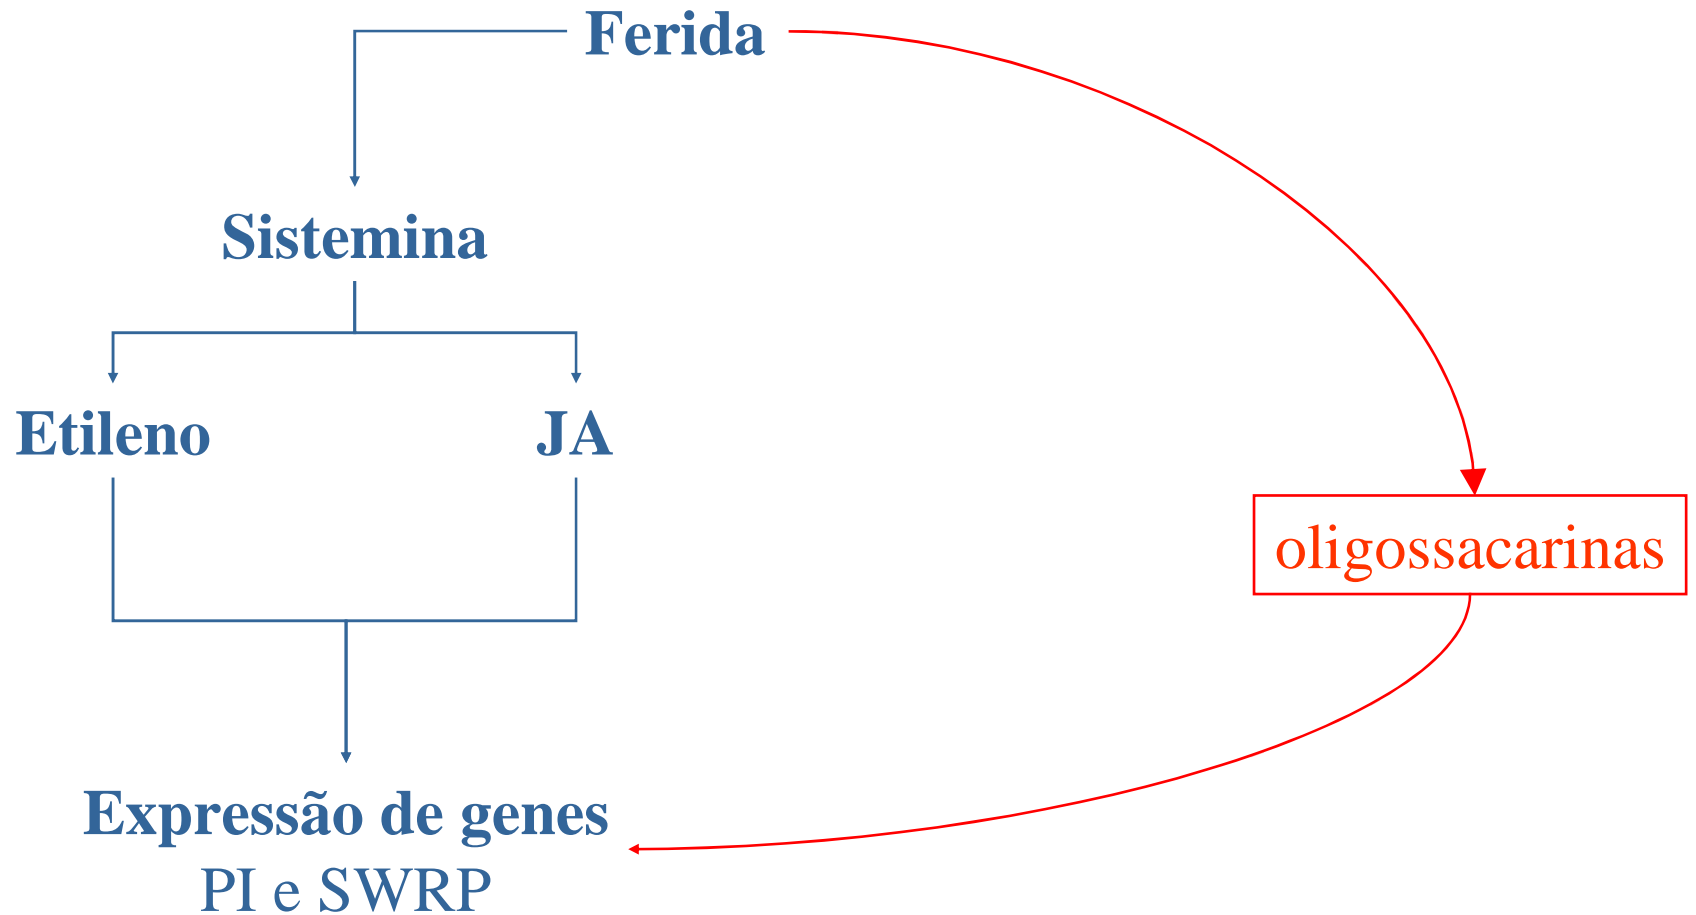 Ferida
Sistemina
Etileno
JA
oligossacarinas
Expressão de genes
PI e SWRP